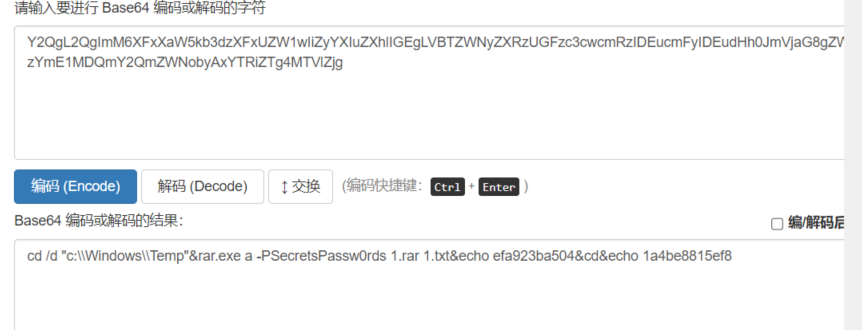 请输入要进行 Base64 编码或解码的字符
Y2QgL2QgImM6XFxXaW5kb3dzXFxUZW1wIiZyYXIuZXhlIGEgLVBTZWNyZXRzUGFzc3cwcmRzIDEucmFyIDEudHh0JmVjaG8gZW
zYmE1MDQmY2QmZWNobyAxYTRiZTg4MTVlZjg
编码 (Encode) 解码 (Decode) ↕ 交换 (编码快捷键: Ctrl + Enter )
Base64 编码或解码的结果: 编/解码后
cd /d "c:\\Windows\\Temp"&rar.exe a -PSecretsPassw0rds 1.rar 1.txt&echo efa923ba504&cd&echo 1a4be8815ef8